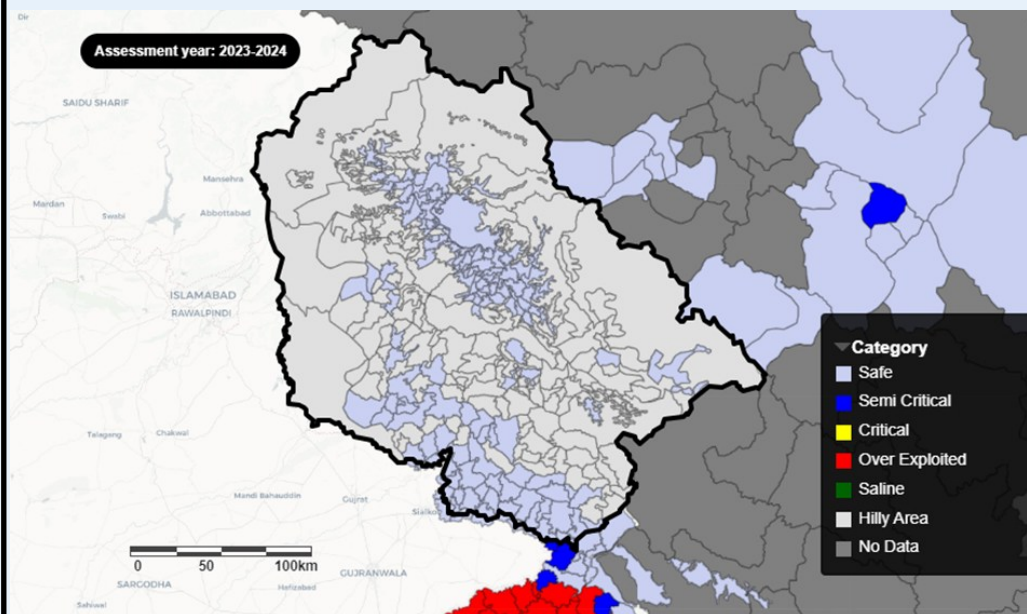 Dir
Assessment year: 2023-2024
SAIDU SHARIF
Mansehra
Mardan
Swabi
Abbottabad
ISLAMABAD
RAWALPINDI
Category
Safe
Semi Critical
Critical
Over Exploited
Saline
Hilly Area
No Data
Talagang
Chakwal
Mandi Bahauddin
Gujrat
Sialko
0 50 100km
GUJRANWALA
SARGODHA
Hafizabad
Sahiwal